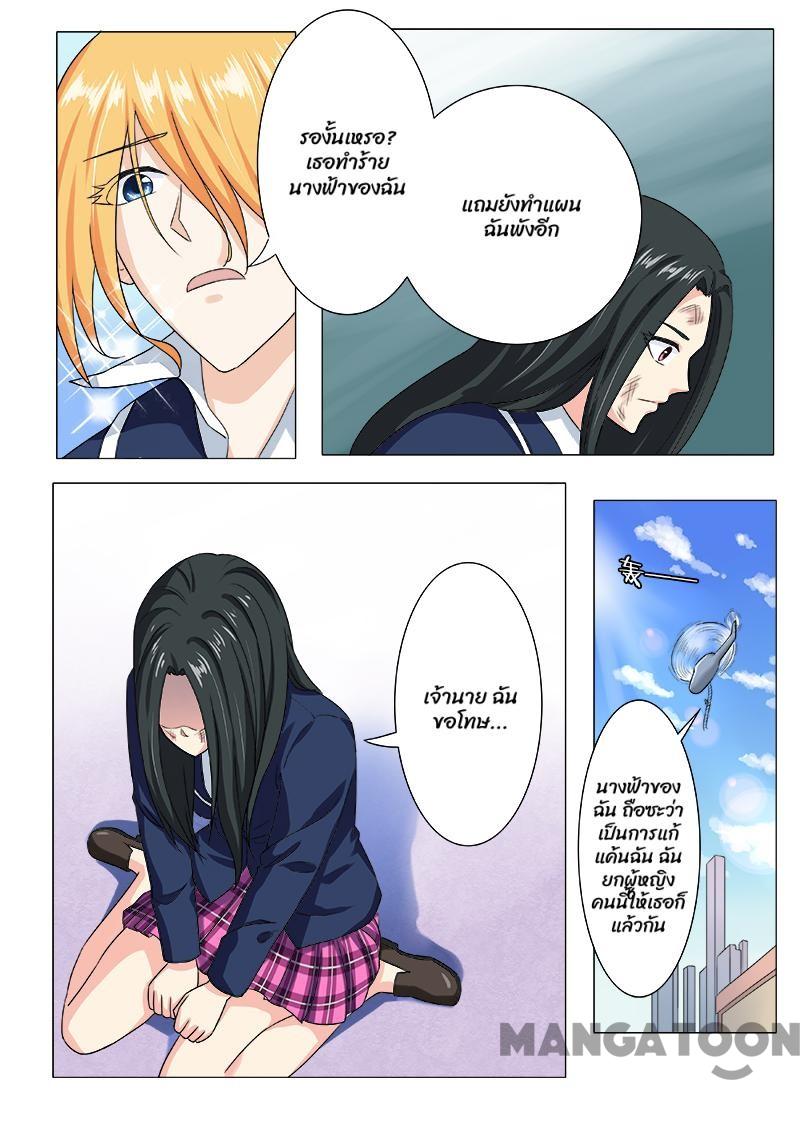 รองั้นเหรอ?
เธอทำร้าย
นางฟ้าของฉัน
แถมยังทำแผน
ฉันพังอีก
เจ้านาย ฉัน
ขอโทษ...
นางฟ้าของ
ฉัน ถือซะว่า
เป็นการแก้
แค้นฉัน ฉัน
ยกผู้หญิง
คนนี้ให้เธอก็
แล้วกัน
MANGATOON